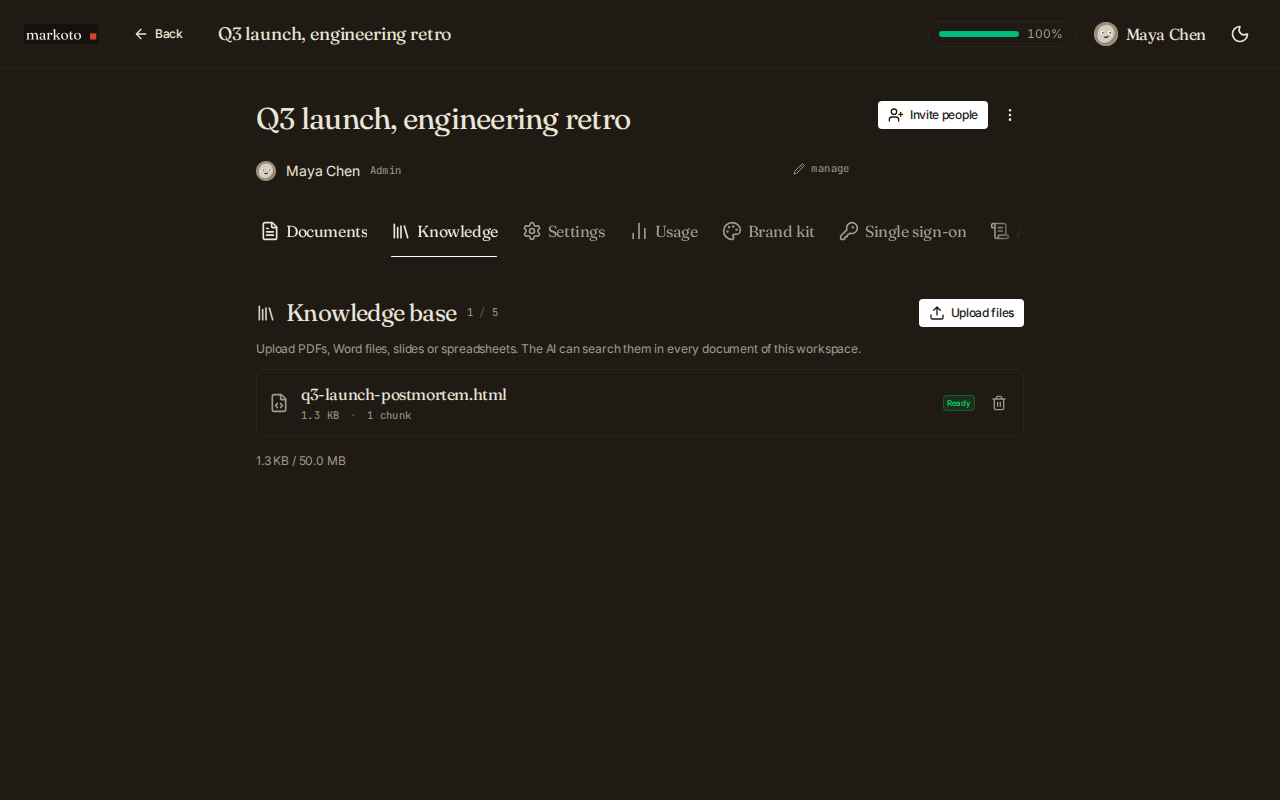 markoto
Back
Q3 launch, engineering retro
100%
Maya Chen
Q3 launch, engineering retro
Invite people
Maya Chen Admin
manage
Documents Knowledge Settings Usage Brand kit Single sign-on
Knowledge base 1 / 5
Upload files
Upload PDFs, Word files, slides or spreadsheets. The AI can search them in every document of this workspace.
q3-launch-postmortem.html
1.3 KB · 1 chunk
Ready
1.3 KB / 50.0 MB